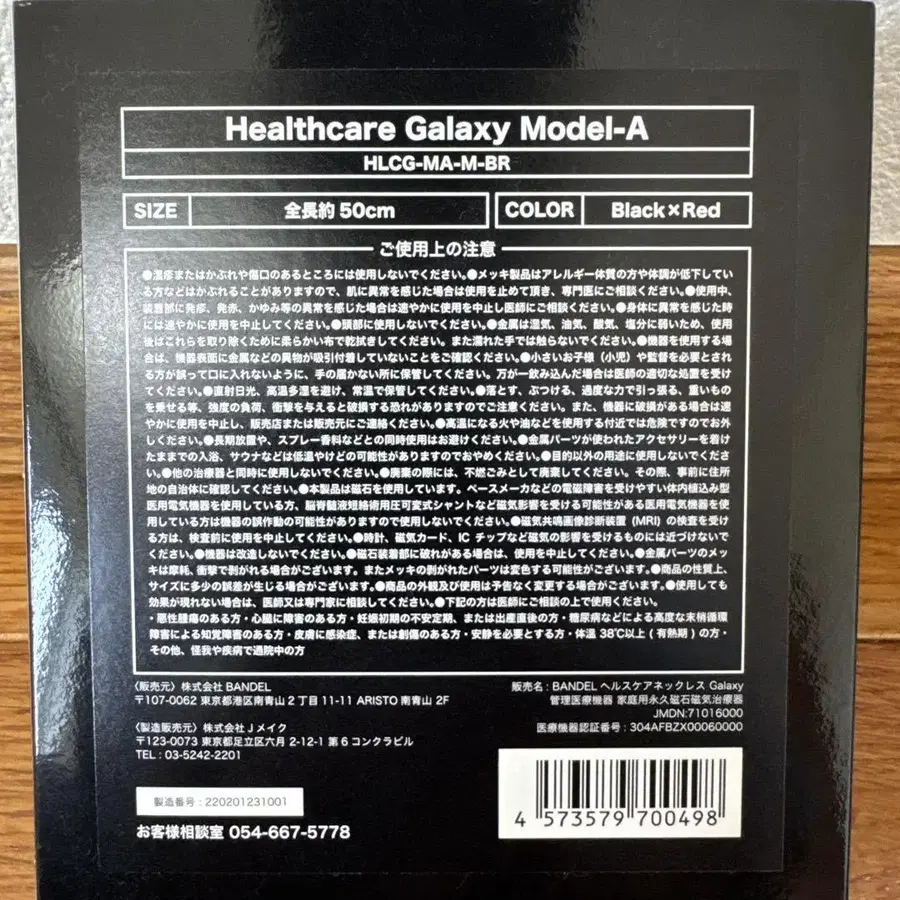 Healthcare Galaxy Model-A
HLCG-MA-M-BR
SIZE 全長約 50cm COLOR Black×Red
ご使用上の注意
●湿疹またはかぶれや傷口のあるところには使用しないでください。●メッキ製品はアレルギー体質の方や体調が低下してい
る方などはかぶれることがありますので、肌に異常を感じた場合は使用を止めて頂き、専門医にご相談ください。●使用中、
装着部に発疹、発赤、かゆみ等の異常を感じた場合は速やかに使用を中止し医師にご相談ください。●身体に異常を感じた時
には速やかに使用を中止してください。●頭部に使用しないでください。●金属は湿気、油気、酸気、塩分に弱いため、使用
後はこれらを取り除くために柔らかい布で乾拭きしてください。また濡れた手では触らないでください。●機器を使用する場
合は、機器表面に金属などの異物が吸引付着していないことをご確認ください。●小さいお子様（小児）や監督を必要とされ
る方が誤って口に入れないように、手の届かない所に保管してください。万が一飲み込んだ場合は医師の適切な処置を受け
てください。●直射日光、高温多湿を避け、常温で保管してください。●落とす、ぶつける、過度な力で引っ張る、重いもの
を乗せる等、強度の負荷、衝撃を与えると破損する恐れがありますのでご注意ください。また、機器に破損がある場合は速や
かに使用を中止し、販売店または販売元にご連絡ください。●高温になる火や油などを使用する付近では危険ですのでお外
しください。●長期放置や、スプレー香料などとの同時使用はお避けください。●金属パーツが使われたアクセサリーを着け
たままでの入浴、サウナなどは低温やけどの可能性がありますのでおやめください。●目的以外の用途に使用しないでくださ
い。●他の治療器と同時に使用しないでください。●廃棄の際には、不燃ごみとして廃棄してください。その際、事前に住所
地の自治体に確認してください。●本製品は磁石を使用しています。ペースメーカなどの電磁障害を受けやすい体内植込み型
医用電気機器を使用している方、脳脊髄液短絡術用圧可変式シャントなど磁気影響を受ける可能性がある医用電気機器を使
用している方は機器の誤作動の可能性がありますので使用しないでください。●磁気共鳴画像診断装置（MRI）の検査を受け
る方は、検査前に使用を中止してください。●時計、磁気カード、IC チップなど磁気の影響を受けるものには近づけないでく
ださい。●機器は改造しないでください。●磁石装着部に破れがある場合は、使用を中止してください。●金属パーツのメッ
キは摩耗、衝撃で剥がれる場合がございます。またメッキの剥がれたパーツは変色する可能性がございます。●商品の性質上、
サイズに多少の誤差が生じる場合がございます。●商品の外観及び使用は予告なく変更する場合がございます。●使用しても
効果が現れない場合は、医師又は専門家に相談してください。●下記の方は医師にご相談の上で使用ください。
・悪性腫瘍のある方・心臓に障害のある方・妊娠初期の不安定期、または出産直後の方・糖尿病などによる高度な末梢循環
障害による知覚障害のある方・皮膚に感染症、または創傷のある方・安静を必要とする方・体温 38℃以上 (有熱期) の方・
その他、怪我や疾病で通院中の方
〈販売元〉株式会社 BANDEL
〒107-0062 東京都港区南青山 2 丁目 11-11 ARISTO 南青山 2F
〈製造販売元〉株式会社 J メイク
〒123-0073 東京都足立区六月 2-12-1 第 6 コンクラビル
TEL : 03-5242-2201
販売名 : BANDEL ヘルスケアネックレス Galaxy
管理医療機器 家庭用永久磁石磁気治療器
JMDN:71016000
医療機器認証番号 : 304AFBZX00060000
製造番号 : 220201231001
お客様相談室 054-667-5778
4 573579 700498